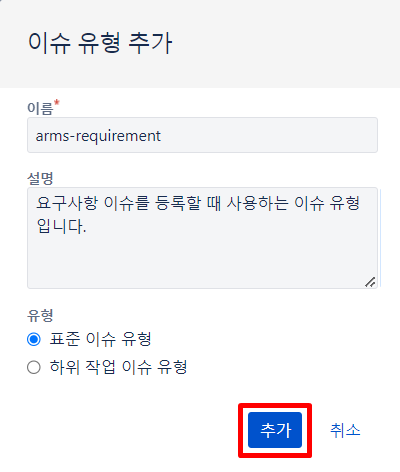 이슈 유형 추가
이름*
arms-requirement
설명
요구사항 이슈를 등록할 때 사용하는 이슈 유형
입니다.
유형
표준 이슈 유형
하위 작업 이슈 유형
추가 취소